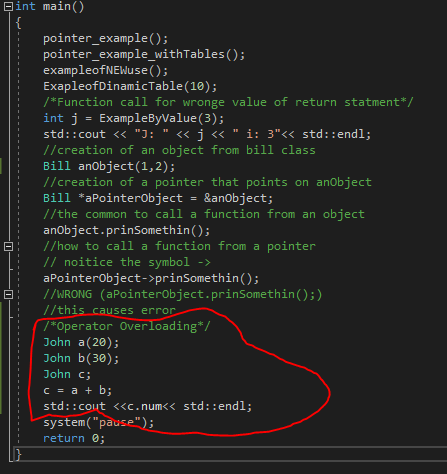 int main()
{
pointer_example();
pointer_example_withTables();
exampleofNEWuse();
ExapleofDinamicTable(10);
/*Function call for wronge value of return statment*/
int j = ExampleByValue(3);
std::cout << "J: " << j << " i: 3"<< std::endl;
//creation of an object from bill class
Bill anObject(1,2);
//creation of a pointer that points on anObject
Bill *aPointerObject = &anObject;
//the common to call a function from an object
anObject.prinSomethin();
//how to call a function from a pointer
// noitice the symbol ->
aPointerObject->prinSomethin();
//WRONG (aPointerObject.prinSomethin();)
//this causes error
/*Operator Overloading*/
John a(20);
John b(30);
John c;
c = a + b;
std::cout <<c.num<< std::endl;
system("pause");
return 0;
}